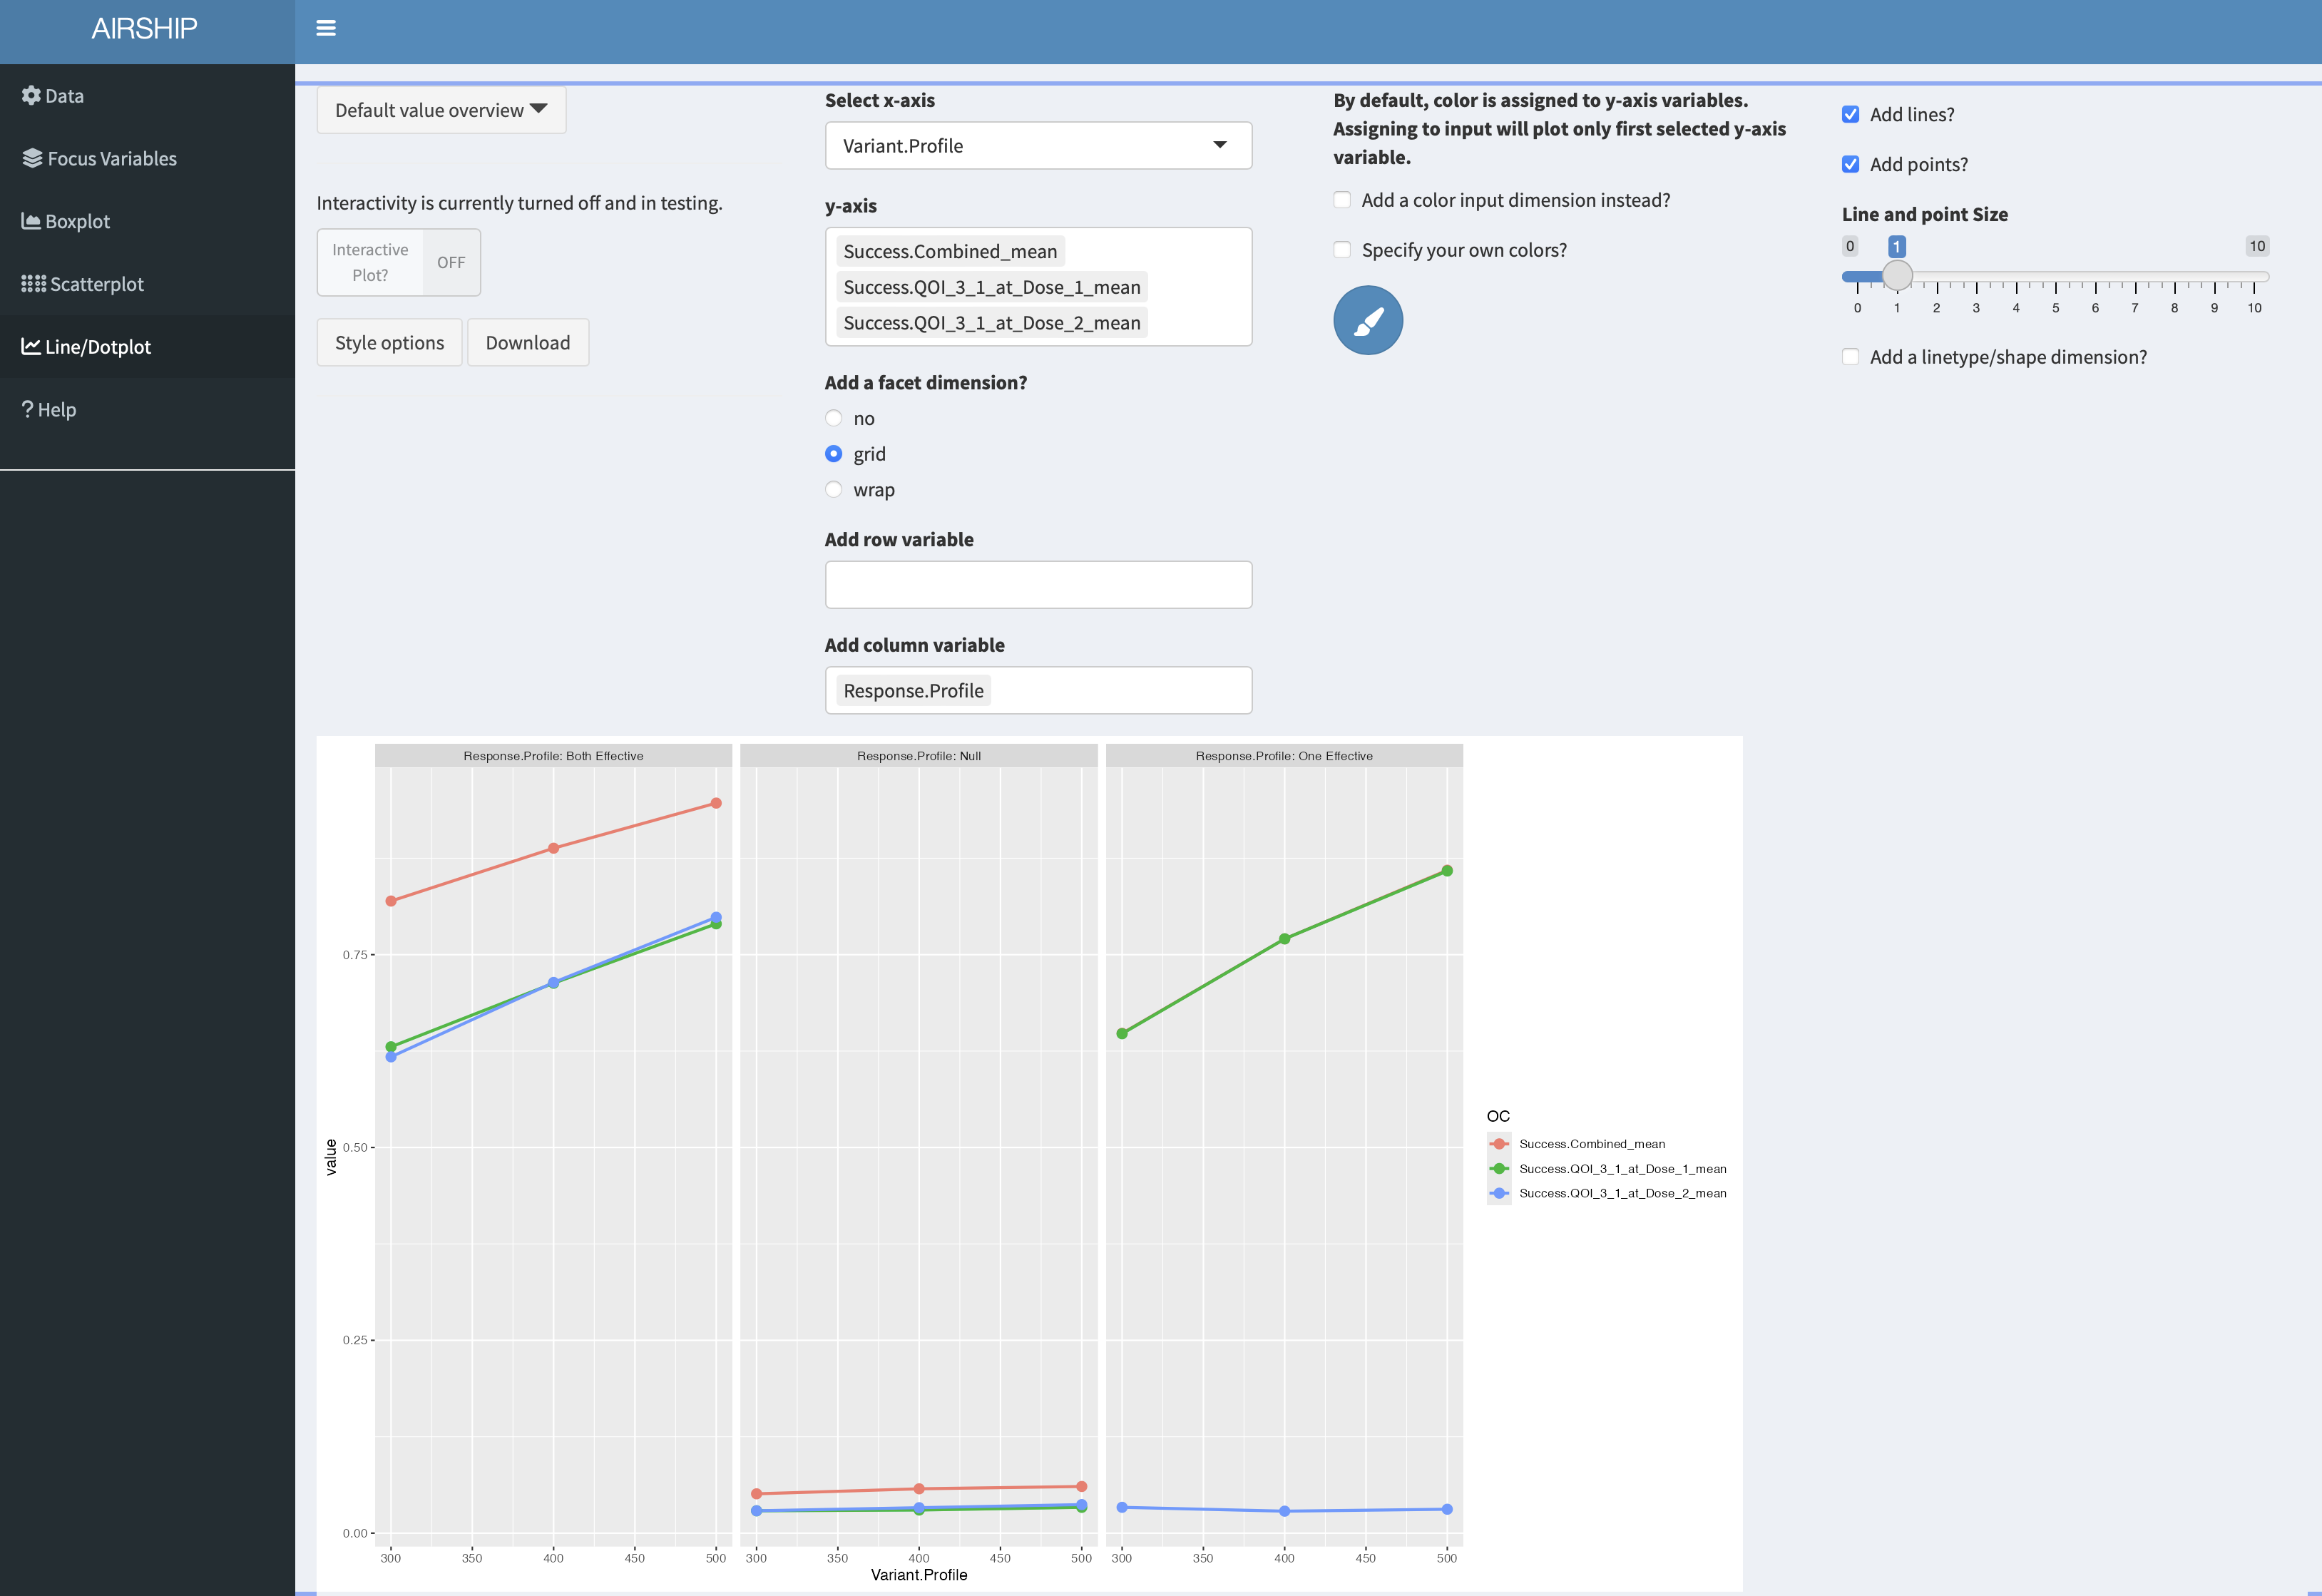 AIRSHIP
Data
Focus Variables
Boxplot
Scatterplot
Line/Dotplot
? Help
Default value overview
Interactivity is currently turned off and in testing.
Interactive
Plot?
OFF
Style options
Download
Select x-axis
Variant.Profile
y-axis
Success.Combined_mean
Success.QOI_3_1_at_Dose_1_mean
Success.QOI_3_1_at_Dose_2_mean
Add a facet dimension?
no
grid
wrap
Add row variable
Add column variable
Response.Profile
By default, color is assigned to y-axis variables.
Assigning to input will plot only first selected y-axis
variable.
Add a color input dimension instead?
Specify your own colors?
Add lines?
Add points?
Line and point Size
0 1 10
0 1 2 3 4 5 6 7 8 9 10
Add a linetype/shape dimension?
Response.Profile: Both Effective
Response.Profile: Null
Response.Profile: One Effective
value
0.75
0.50
0.25
0.00
300 350 400 450 500
300 350 400 450 500
300 350 400 450 500
Variant.Profile
OC
Success.Combined_mean
Success.QOI_3_1_at_Dose_1_mean
Success.QOI_3_1_at_Dose_2_mean